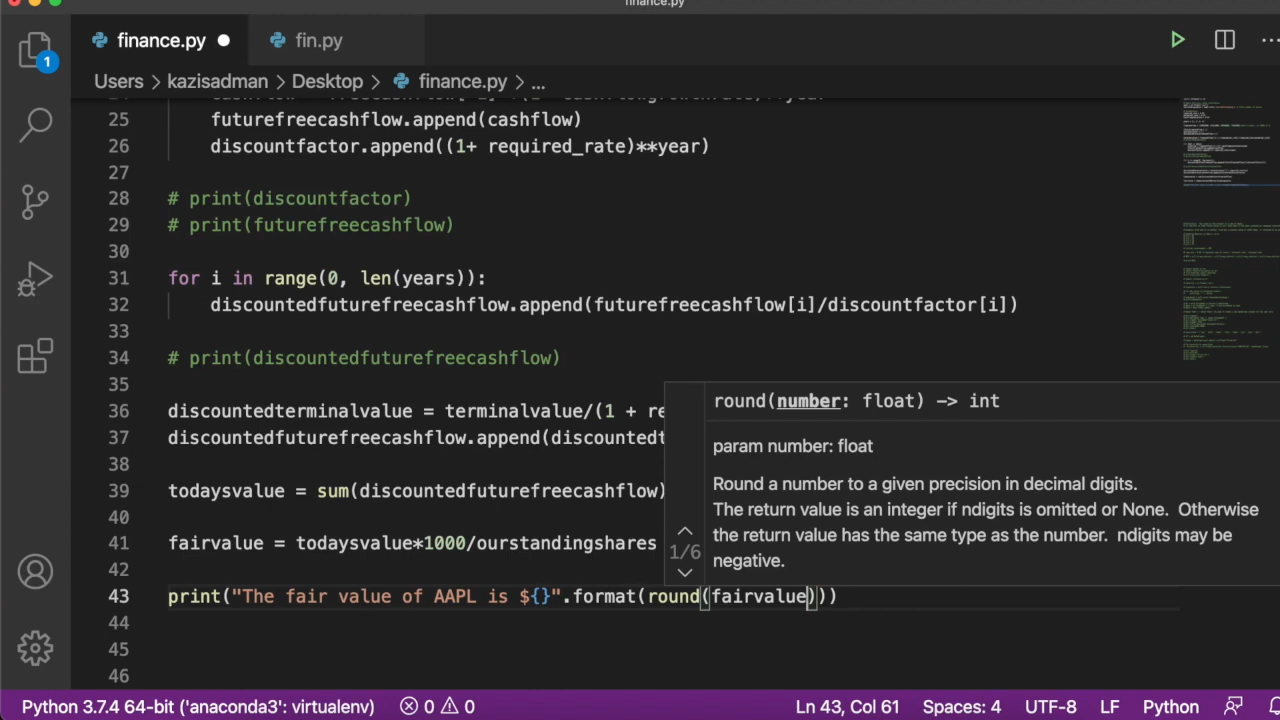 finance.py
finance.py
fin.py
Users > kazisadman > Desktop > finance.py > ...
1
25 futurefreecashflow.append(cashflow)
26 discountfactor.append((1+ required_rate)**year)
27
28 # print(discountfactor)
29 # print(futurefreecashflow)
30
31 for i in range(0, len(years)):
32 discountedfuturefreecashflow.append(futurefreecashflow[i]/discountfactor[i])
33
34 # print(discountedfuturefreecashflow)
35
36 discountedterminalvalue = terminalvalue/(1 + re
37 discountedfuturefreecashflow.append(discountedt
38
39 todaysvalue = sum(discountedfuturefreecashflow)
40
41 fairvalue = todaysvalue*1000/ourstandingshares
42
43 print("The fair value of AAPL is ${}".format(round(fairvalue)))
44
45
46
round(number: float) -> int
param number: float
Round a number to a given precision in decimal digits.
The return value is an integer if ndigits is omitted or None. Otherwise
the return value has the same type as the number. ndigits may be
negative.
1/6
Python 3.7.4 64-bit ('anaconda3': virtualenv) 0 0 Ln 43, Col 61 Spaces: 4 UTF-8 LF Python